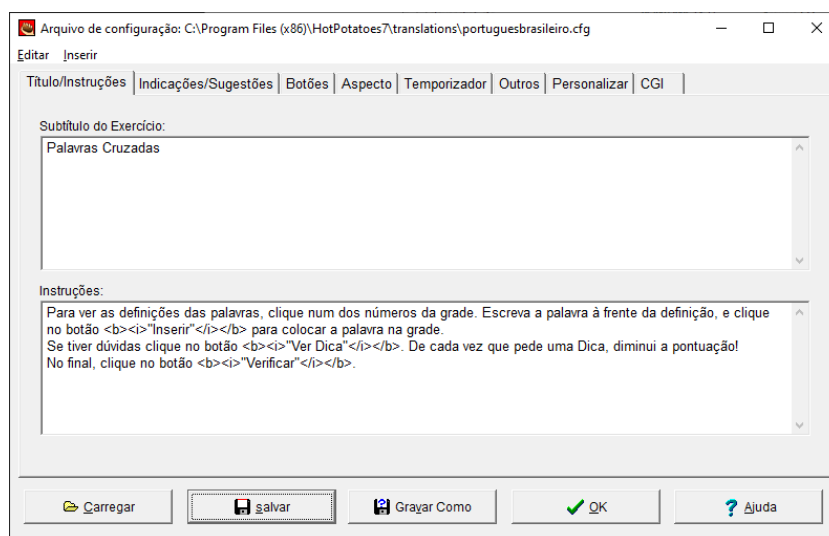 Arquivo de configuração: C:\Program Files (x86)\HotPotatoes7\translations\portuguesbrasileiro.cfg
Editar Inserir
Título/Instruções Indicações/Sugestões Botões Aspecto Temporizador Outros Personalizar CGI
Subtítulo do Exercício:
Palavras Cruzadas
Instruções:
Para ver as definições das palavras, clique num dos números da grade. Escreva a palavra à frente da definição, e clique
no botão <b><i>"Inserir"</i></b> para colocar a palavra na grade.
Se tiver dúvidas clique no botão <b><i>"Ver Dica"</i></b>. De cada vez que pede uma Dica, diminui a pontuação!
No final, clique no botão <b><i>"Verificar"</i></b>.
Carregar salvar Gravar Como OK Ajuda